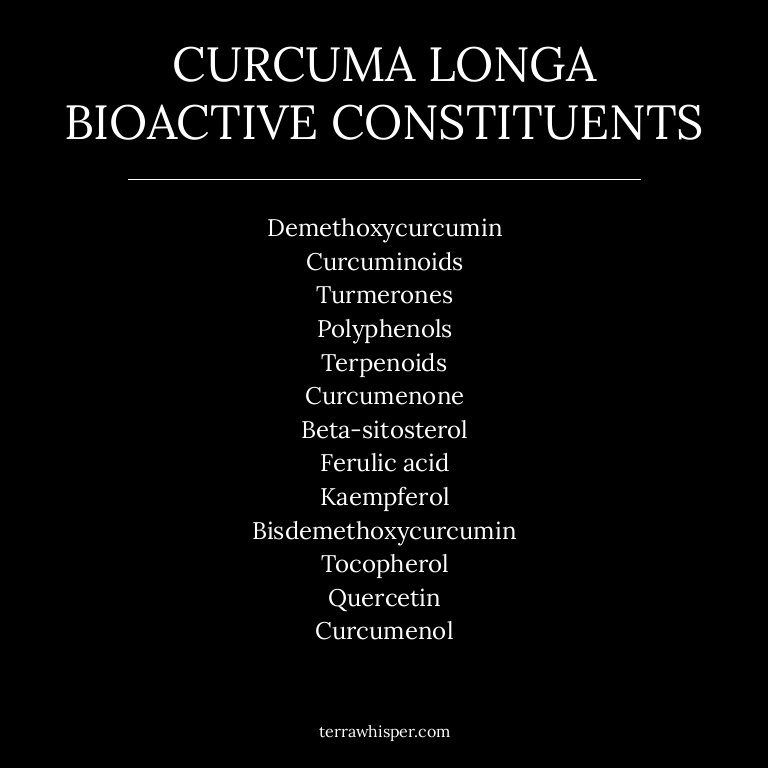 CURCUMA LONGA
BIOACTIVE CONSTITUENTS
Demethoxycurcumin
Curcuminoids
Turmerones
Polyphenols
Terpenoids
Curcumenone
Beta-sitosterol
Ferulic acid
Kaempferol
Bisdemethoxycurcumin
Tocopherol
Quercetin
Curcumenol
terrawhisper.com